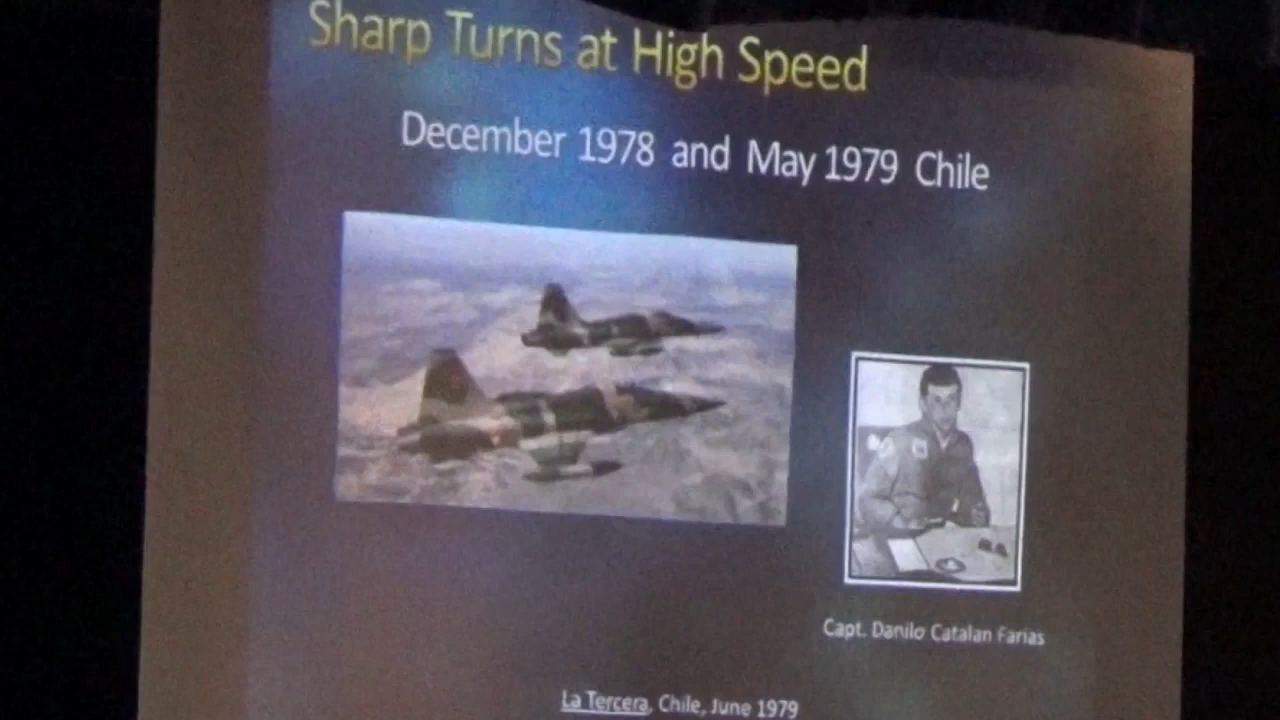 Sharp Turns at High Speed
December 1978 and May 1979 Chile
Capt. Danilo Catalan Farias
La Tercera, Chile, June 1979